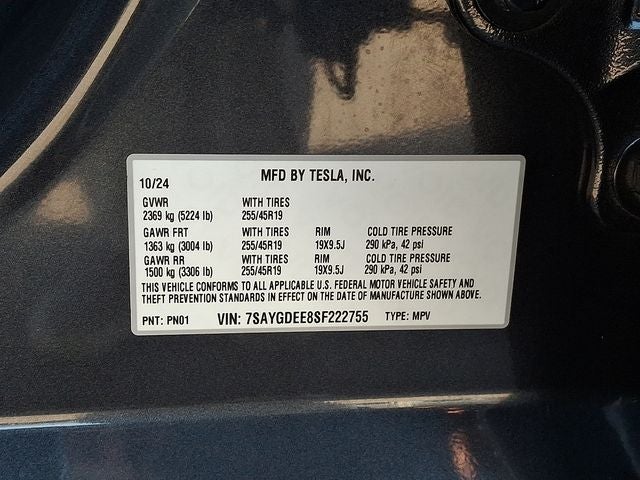 MFD BY TESLA, INC.
10/24
GVWR WITH TIRES
2369 kg (5224 lb) 255/45R19
GAWR FRT WITH TIRES RIM COLD TIRE PRESSURE
1363 kg (3004 lb) 255/45R19 19X9.5J 290 kPa, 42 psi
GAWR RR WITH TIRES RIM COLD TIRE PRESSURE
1500 kg (3306 lb) 255/45R19 19X9.5J 290 kPa, 42 psi
THIS VEHICLE CONFORMS TO ALL APPLICABLE U.S. FEDERAL MOTOR VEHICLE SAFETY AND
THEFT PREVENTION STANDARDS IN EFFECT ON THE DATE OF MANUFACTURE SHOWN ABOVE.
PNT: PN01 VIN: 7SAYGDEE8SF222755 TYPE: MPV